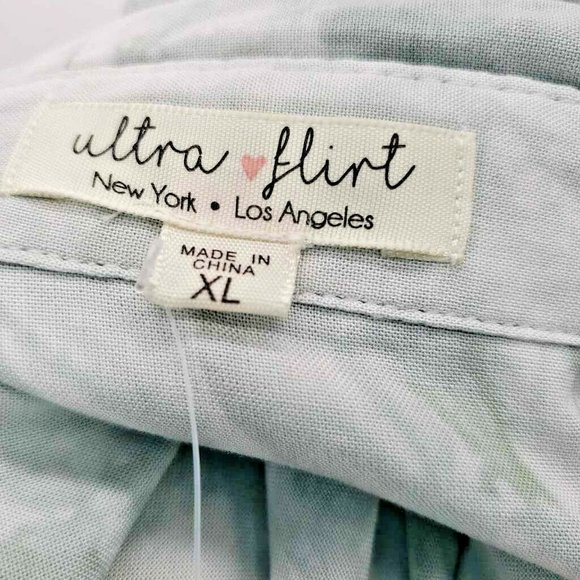 ultra flirt
New York • Los Angeles
MADE IN
CHINA
XL